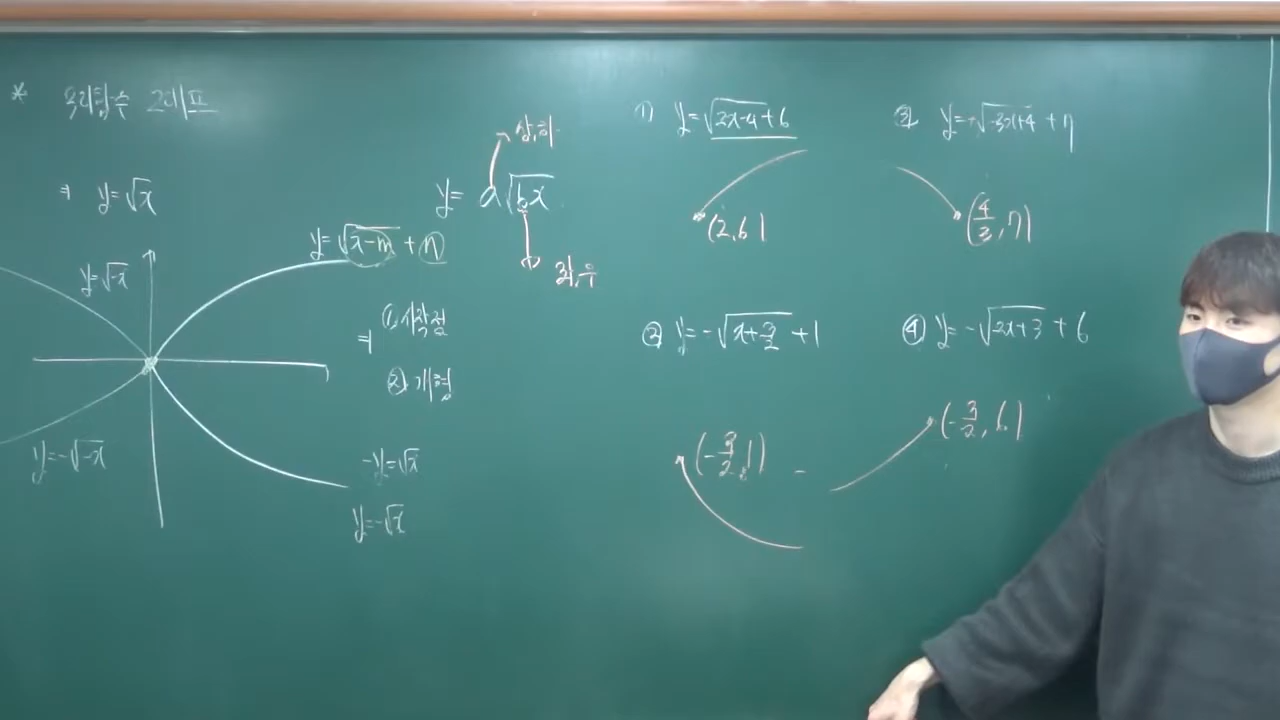 * 무리함수 그래프
⇒ y=√x
y=√-x
y=√x-m + n
⇒ ① 시작점
② 개형
y=-√-x
-y=√x
y=-√x
상,하
y= a√bx
좌,우
① y=√2x-4+6
(2,6)
② y=-√x+3/2 +1
(-3/2,1)
③ y=√-3x+4 +7
(4/3,7)
④ y=-√2x+3 +6
(-3/2,6)